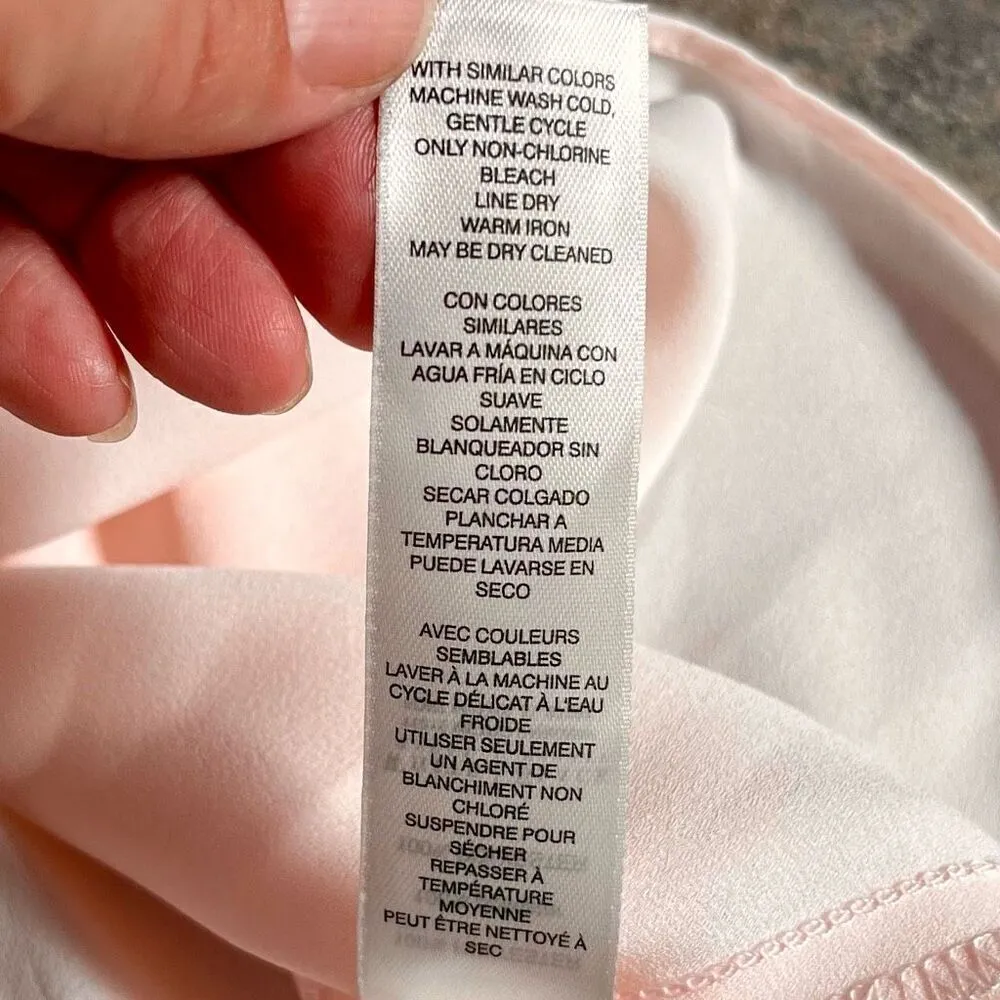 WITH SIMILAR COLORS
MACHINE WASH COLD,
GENTLE CYCLE
ONLY NON-CHLORINE
BLEACH
LINE DRY
WARM IRON
MAY BE DRY CLEANED
CON COLORES
SIMILARES
LAVAR A MÁQUINA CON
AGUA FRÍA EN CICLO
SUAVE
SOLAMENTE
BLANQUEADOR SIN
CLORO
SECAR COLGADO
PLANCHAR A
TEMPERATURA MEDIA
PUEDE LAVARSE EN
SECO
AVEC COULEURS
SEMBLABLES
LAVER À LA MACHINE AU
CYCLE DÉLICAT À L'EAU
FROIDE
UTILISER SEULEMENT
UN AGENT DE
BLANCHIMENT NON
CHLORÉ
SUSPENDRE POUR
SÉCHER
REPASSER À
TEMPÉRATURE
MOYENNE
PEUT ÊTRE NETTOYÉ À
SEC